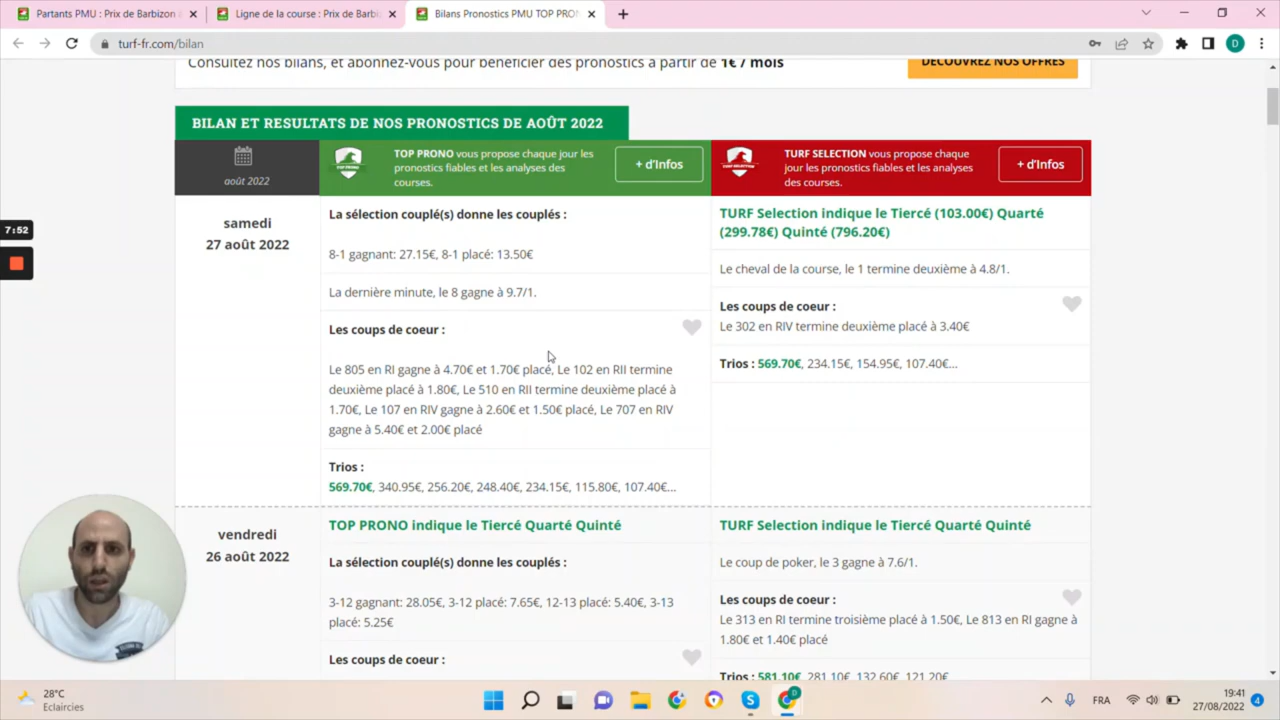 Partants PMU : Prix de Barbizon
Ligne de la course : Prix de Barbi
Bilans Pronostics PMU TOP PRON
turf-fr.com/bilan
Consultez nos bilans, et abonnez-vous pour bénéficier des pronostics à partir de 1€ / mois
DÉCOUVREZ NOS OFFRES
BILAN ET RESULTATS DE NOS PRONOSTICS DE AOÛT 2022
août 2022
TOP PRONO
TOP PRONO vous propose chaque jour les
pronostics fiables et les analyses des
courses.
+ d'Infos
TURF SELECTION
TURF SELECTION vous propose chaque
jour les pronostics fiables et les analyses
des courses.
+ d'Infos
samedi
27 août 2022
La sélection couplé(s) donne les couplés :
8-1 gagnant: 27.15€, 8-1 placé: 13.50€
La dernière minute, le 8 gagne à 9.7/1.
Les coups de coeur :
Le 805 en RI gagne à 4.70€ et 1.70€ placé, Le 102 en RII termine
deuxième placé à 1.80€, Le 510 en RII termine deuxième placé à
1.70€, Le 107 en RIV gagne à 2.60€ et 1.50€ placé, Le 707 en RIV
gagne à 5.40€ et 2.00€ placé
Trios :
569.70€, 340.95€, 256.20€, 248.40€, 234.15€, 115.80€, 107.40€...
TURF Selection indique le Tiercé (103.00€) Quarté
(299.78€) Quinté (796.20€)
Le cheval de la course, le 1 termine deuxième à 4.8/1.
Les coups de coeur :
Le 302 en RIV termine deuxième placé à 3.40€
Trios : 569.70€, 234.15€, 154.95€, 107.40€...
vendredi
26 août 2022
TOP PRONO indique le Tiercé Quarté Quinté
La sélection couplé(s) donne les couplés :
3-12 gagnant: 28.05€, 3-12 placé: 7.65€, 12-13 placé: 5.40€, 3-13
placé: 5.25€
Les coups de coeur :
TURF Selection indique le Tiercé Quarté Quinté
Le coup de poker, le 3 gagne à 7.6/1.
Les coups de coeur :
Le 313 en RI termine troisième placé à 1.50€, Le 813 en RI gagne à
1.80€ et 1.40€ placé
Trios : 581.10€, 281.10€, 132.60€, 121.20€
7:52
D
28°C
Eclaircies
D
FRA
19:41
27/08/2022
4